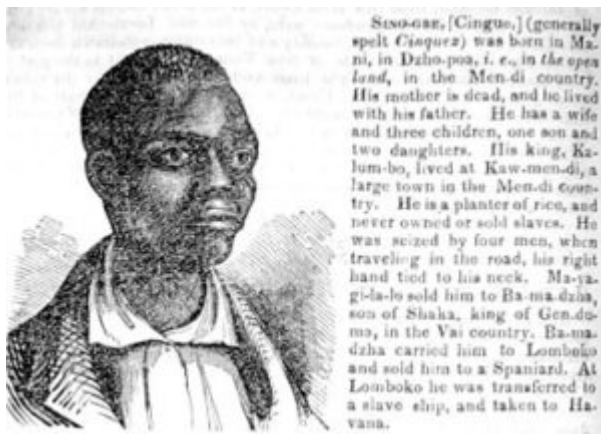 SING-GBE, [Cingue,] (generally
spelt Cinquez) was born in Ma-
ni, in Dzho-poa, i. e., in the open
land, in the Men-di country.
His mother is dead, and he lived
with his father. He has a wife
and three children, one son and
two daughters. His king, Ka-
lum-bo, lived at Kaw-men-di, a
large town in the Men-di coun-
try. He is a planter of rice, and
never owned or sold slaves. He
was seized by four men, when
traveling in the road, his right
hand tied to his neck. Ma-ya-
gi-la-lo sold him to Ba-ma-dzha,
son of Shaka, king of Gen-du-
ma, in the Vai country. Ba-ma-
dzha carried him to Lomboko
and sold him to a Spaniard. At
Lomboko he was transferred to
a slave ship, and taken to Ha-
vana.